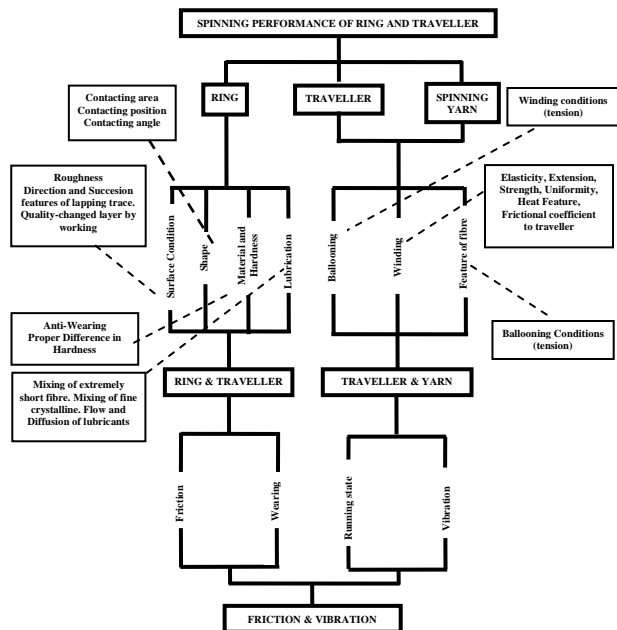 SPINNING PERFORMANCE OF RING AND TRAVELLER
RING
TRAVELLER
SPINNING
YARN
Contacting area
Contacting position
Contacting angle
Winding conditions
(tension)
Roughness
Direction and Succesion
features of lapping trace.
Quality-changed layer by
working
Elasticity, Extension,
Strength, Uniformity,
Heat Feature,
Frictional coefficient
to traveller
Surface Condition
Shape
Material and
Hardness
Lubrication
Ballooning
Winding
Feature of fibre
Anti-Wearing
Proper Difference in
Hardness
Ballooning Conditions
(tension)
Mixing of extremely
short fibre. Mixing of fine
crystalline. Flow and
Diffusion of lubricants
RING & TRAVELLER
TRAVELLER & YARN
Friction
Wearing
Running state
Vibration
FRICTION & VIBRATION